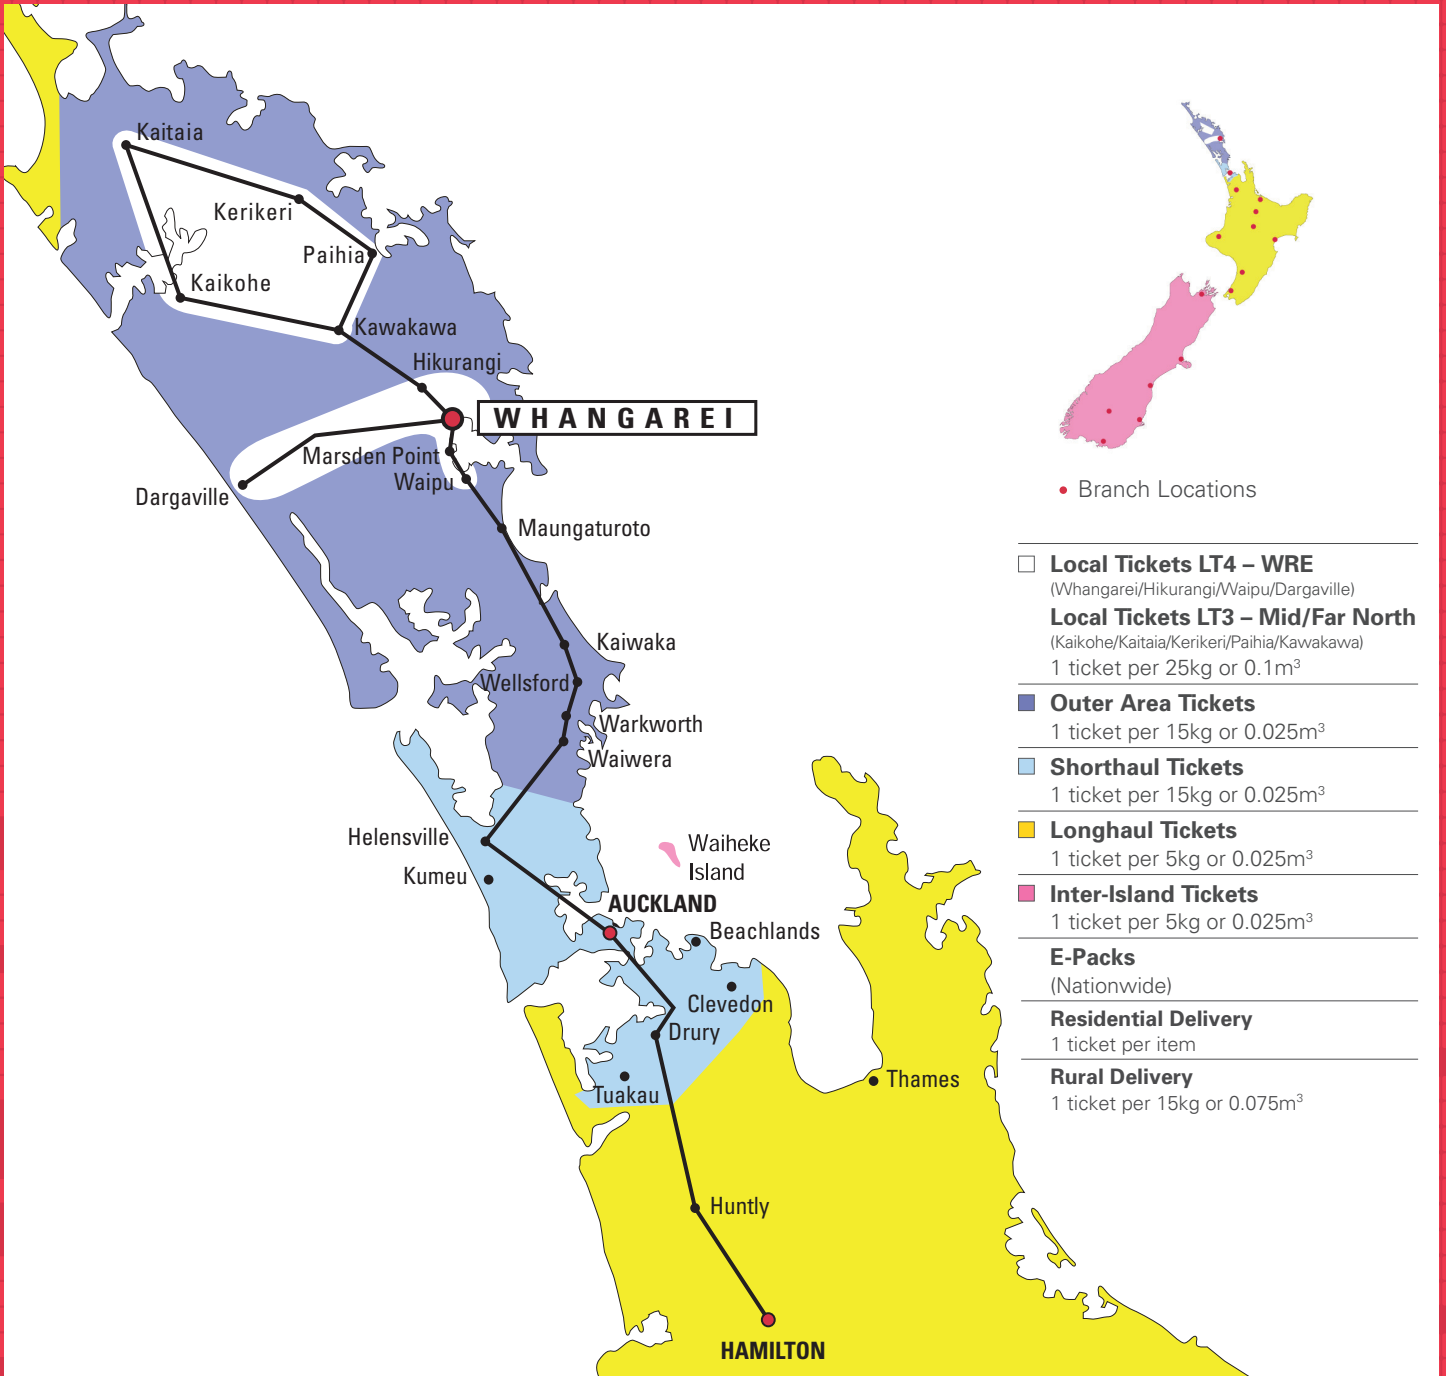 Kaitaia
Kerikeri
Paihia
Kaikohe
Kawakawa
Hikurangi
WHANGAREI
Marsden Point
Waipu
Dargaville
Maungaturoto
Kaiwaka
Wellsford
Warkworth
Waiwera
Helensville
Waiheke
Island
Kumeu
AUCKLAND
Beachlands
Clevedon
Drury
Tuakau
Thames
Huntly
HAMILTON
• Branch Locations
Local Tickets LT4 – WRE
(Whangarei/Hikurangi/Waipu/Dargaville)
Local Tickets LT3 – Mid/Far North
(Kaikohe/Kaitaia/Kerikeri/Paihia/Kawakawa)
1 ticket per 25kg or 0.1m³
Outer Area Tickets
1 ticket per 15kg or 0.025m³
Shorthaul Tickets
1 ticket per 15kg or 0.025m³
Longhaul Tickets
1 ticket per 5kg or 0.025m³
Inter-Island Tickets
1 ticket per 5kg or 0.025m³
E-Packs
(Nationwide)
Residential Delivery
1 ticket per item
Rural Delivery
1 ticket per 15kg or 0.075m³